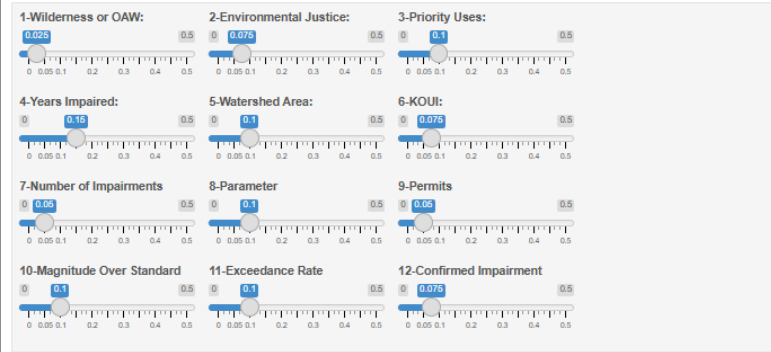 1-Wilderness or OAW: 2-Environmental Justice: 3-Priority Uses:
0.025 0.5 0 0.075 0.5 0 0.1 0.5
0 0.05 0.1 0.2 0.3 0.4 0.5 0 0.05 0.1 0.2 0.3 0.4 0.5 0 0.05 0.1 0.2 0.3 0.4 0.5
4-Years Impaired: 5-Watershed Area: 6-KOUI:
0 0.15 0.5 0 0.1 0.5 0 0.075 0.5
0 0.05 0.1 0.2 0.3 0.4 0.5 0 0.05 0.1 0.2 0.3 0.4 0.5 0 0.05 0.1 0.2 0.3 0.4 0.5
7-Number of Impairments 8-Parameter 9-Permits
0 0.05 0.5 0 0.1 0.5 0 0.05 0.5
0 0.05 0.1 0.2 0.3 0.4 0.5 0 0.05 0.1 0.2 0.3 0.4 0.5 0 0.05 0.1 0.2 0.3 0.4 0.5
10-Magnitude Over Standard 11-Exceedance Rate 12-Confirmed Impairment
0 0.1 0.5 0 0.1 0.5 0 0.075 0.5
0 0.05 0.1 0.2 0.3 0.4 0.5 0 0.05 0.1 0.2 0.3 0.4 0.5 0 0.05 0.1 0.2 0.3 0.4 0.5